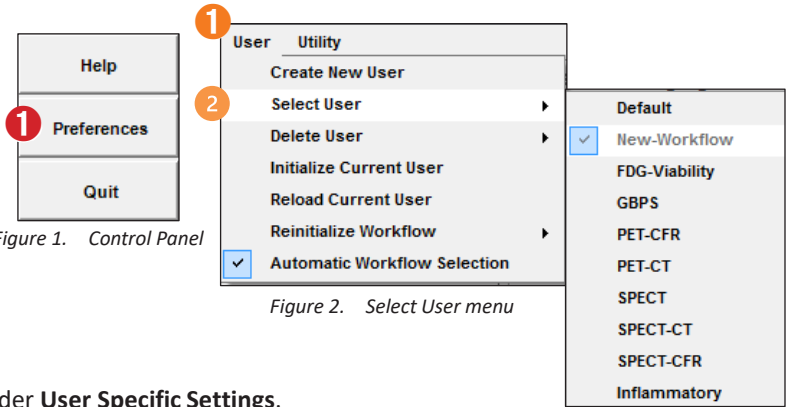 1
Help
Preferences
Quit
Figure 1. Control Panel
1
User Utility
Create New User
2
Select User
Delete User
Initialize Current User
Reload Current User
Reinitialize Workflow
Automatic Workflow Selection
Figure 2. Select User menu
Default
New-Workflow
FDG-Viability
GBPS
PET-CFR
PET-CT
SPECT
SPECT-CT
SPECT-CFR
Inflammatory
der User Specific Settings.